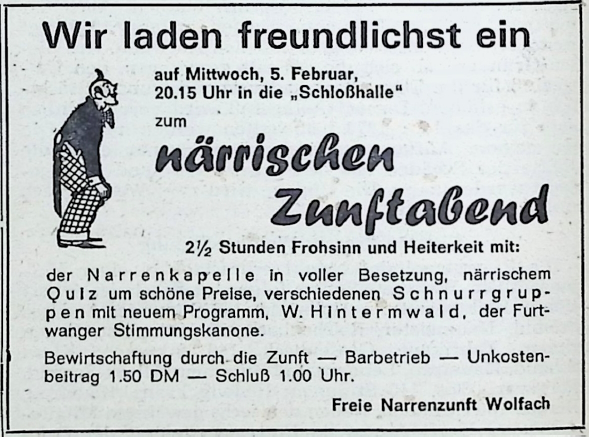 Wir laden freundlichst ein
auf Mittwoch, 5. Februar,
20.15 Uhr in die „Schloßhalle“
zum
närrischen
Zunftabend
2½ Stunden Frohsinn und Heiterkeit mit:
der Narrenkapelle in voller Besetzung, närrischem
Quiz um schöne Preise, verschiedenen Schnurrgrup-
pen mit neuem Programm, W. Hintermwald, der Furt-
wanger Stimmungskanone.
Bewirtschaftung durch die Zunft — Barbetrieb — Unkosten-
beitrag 1.50 DM — Schluß 1.00 Uhr.
Freie Narrenzunft Wolfach